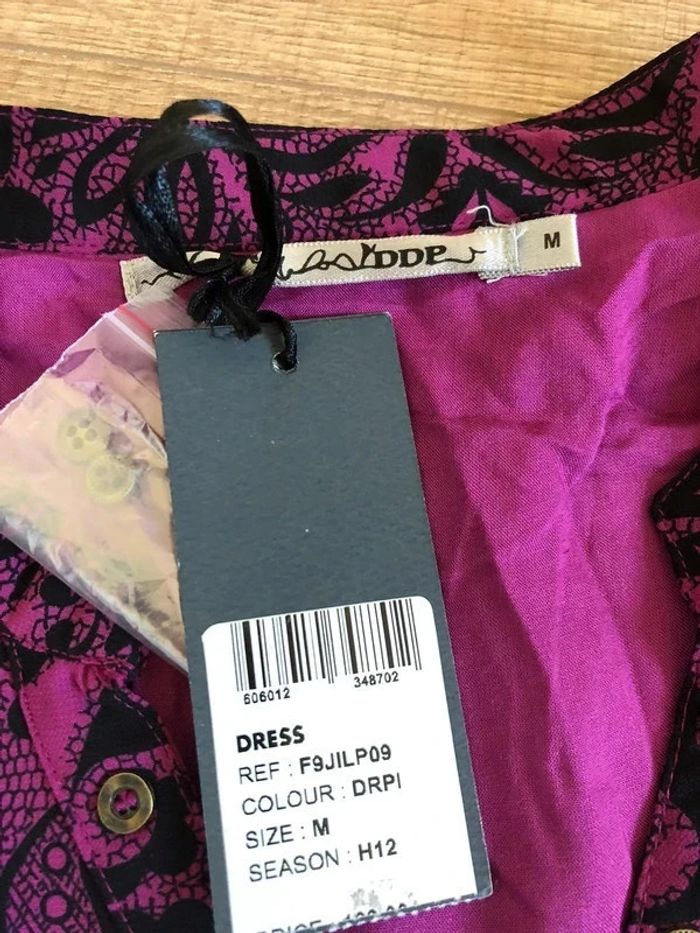 DDP
M
606012 348702
DRESS
REF : F9JILP09
COLOUR : DRPI
SIZE : M
SEASON : H12